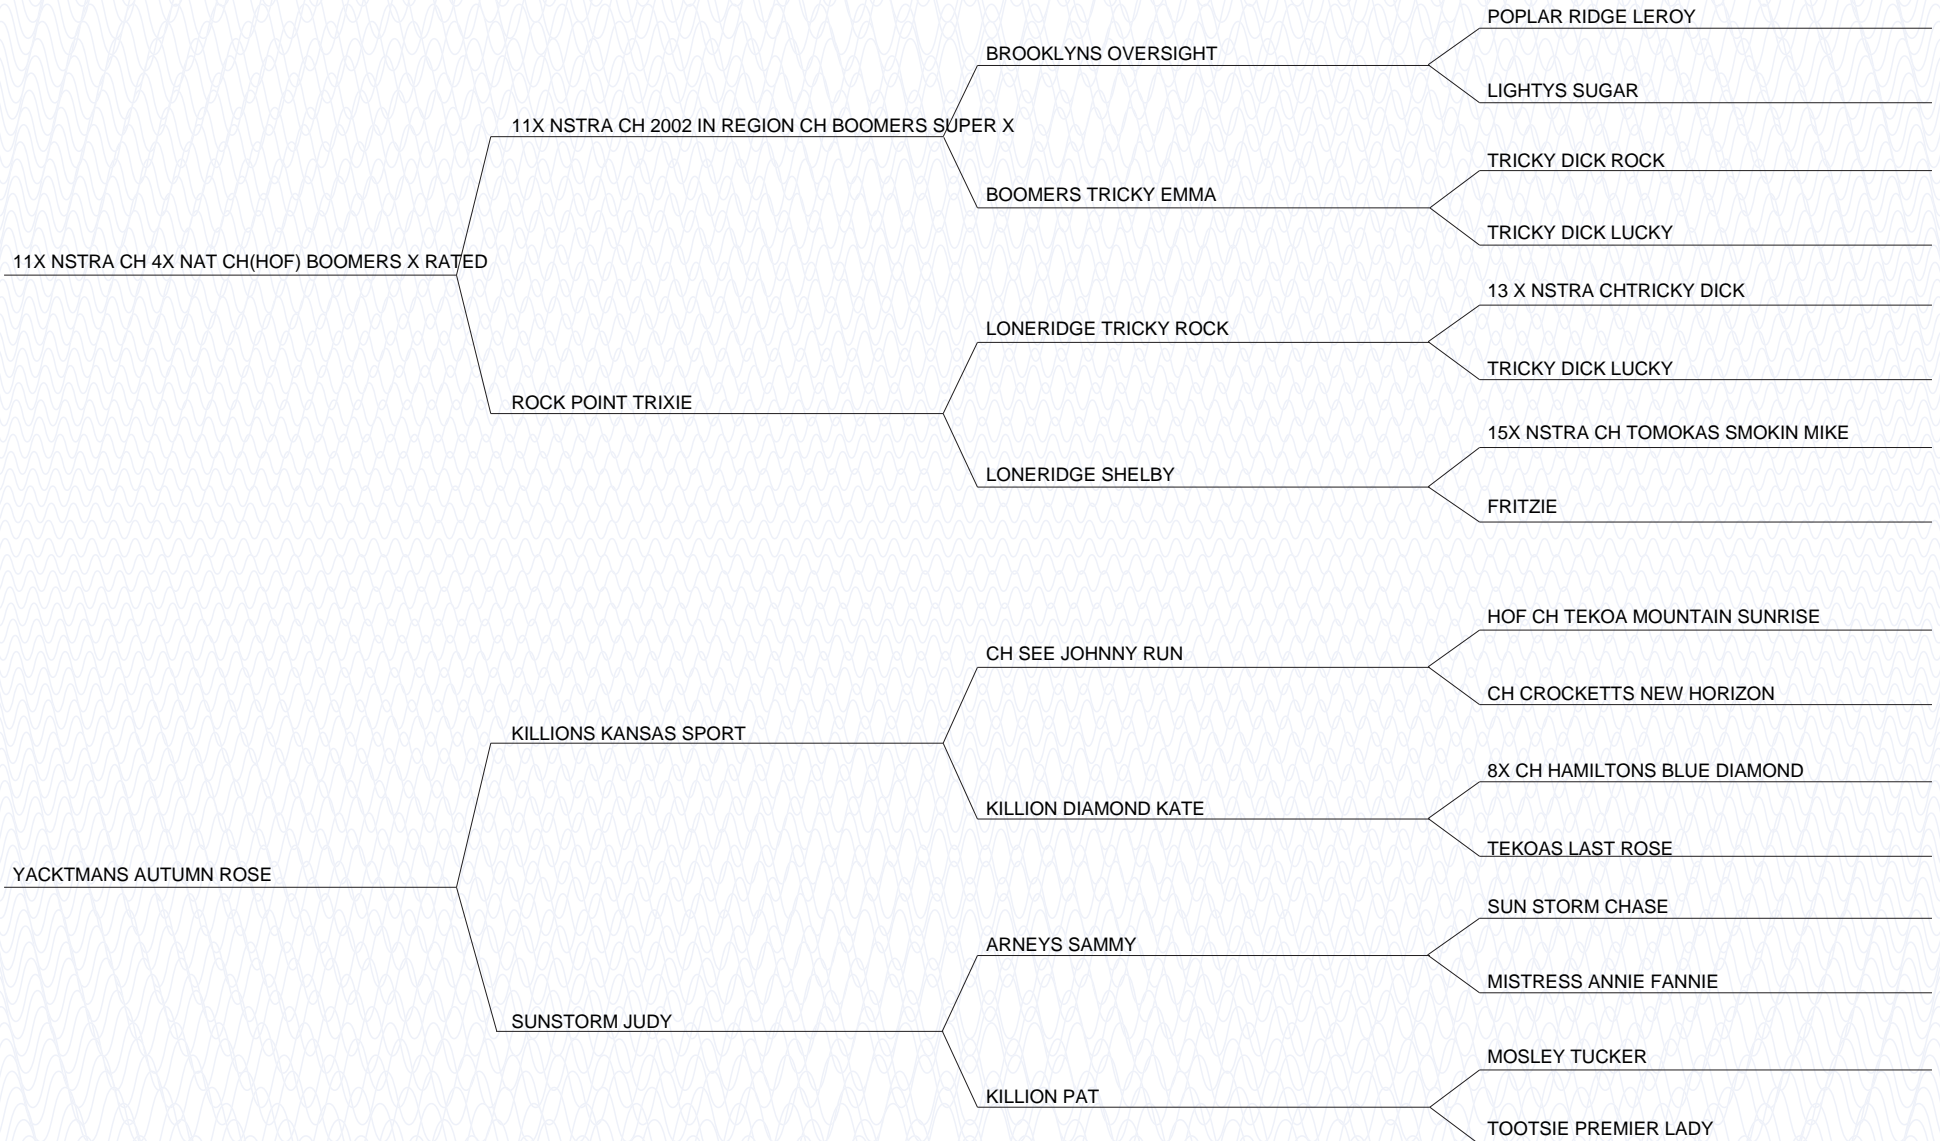 POPLAR RIDGE LEROY
BROOKLYNS OVERSIGHT
LIGHTYS SUGAR
11X NSTRA CH 2002 IN REGION CH BOOMERS SUPER X
TRICKY DICK ROCK
BOOMERS TRICKY EMMA
TRICKY DICK LUCKY
11X NSTRA CH 4X NAT CH(HOF) BOOMERS X RATED
13 X NSTRA CHTRICKY DICK
LONERIDGE TRICKY ROCK
TRICKY DICK LUCKY
ROCK POINT TRIXIE
15X NSTRA CH TOMOKAS SMOKIN MIKE
LONERIDGE SHELBY
FRITZIE
HOF CH TEKOA MOUNTAIN SUNRISE
CH SEE JOHNNY RUN
CH CROCKETTS NEW HORIZON
KILLIONS KANSAS SPORT
8X CH HAMILTONS BLUE DIAMOND
KILLION DIAMOND KATE
TEKOAS LAST ROSE
YACKTMANS AUTUMN ROSE
SUN STORM CHASE
ARNEYS SAMMY
MISTRESS ANNIE FANNIE
SUNSTORM JUDY
MOSLEY TUCKER
KILLION PAT
TOOTSIE PREMIER LADY